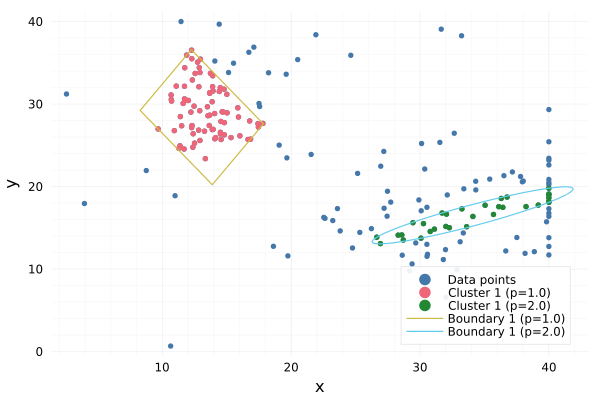 40
30
20
10
0
y
10
20
30
40
x
Data points
Cluster 1 (p=1.0)
Cluster 1 (p=2.0)
Boundary 1 (p=1.0)
Boundary 1 (p=2.0)